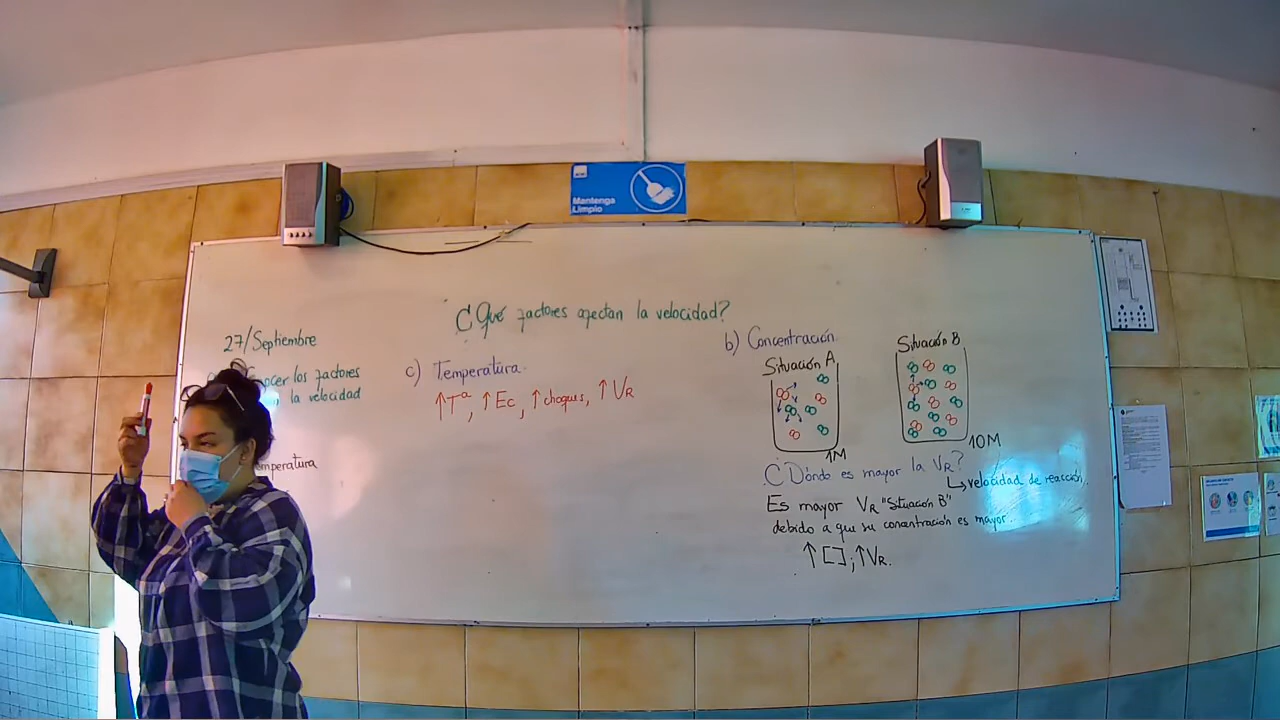 Mantenga
Limpio
¿Qué factores afectan la velocidad?
27/Septiembre
los factores
la velocidad
emperatura
c) Temperatura
↑Tª, ↑Ec, ↑choques, ↑VR
b) Concentración
Situación A
1M
Situación B
10M
¿Dónde es mayor la VR?
↳ velocidad de reacción.
Es mayor VR "Situación B"
debido a que su concentración es mayor.
↑[ ]; ↑VR.